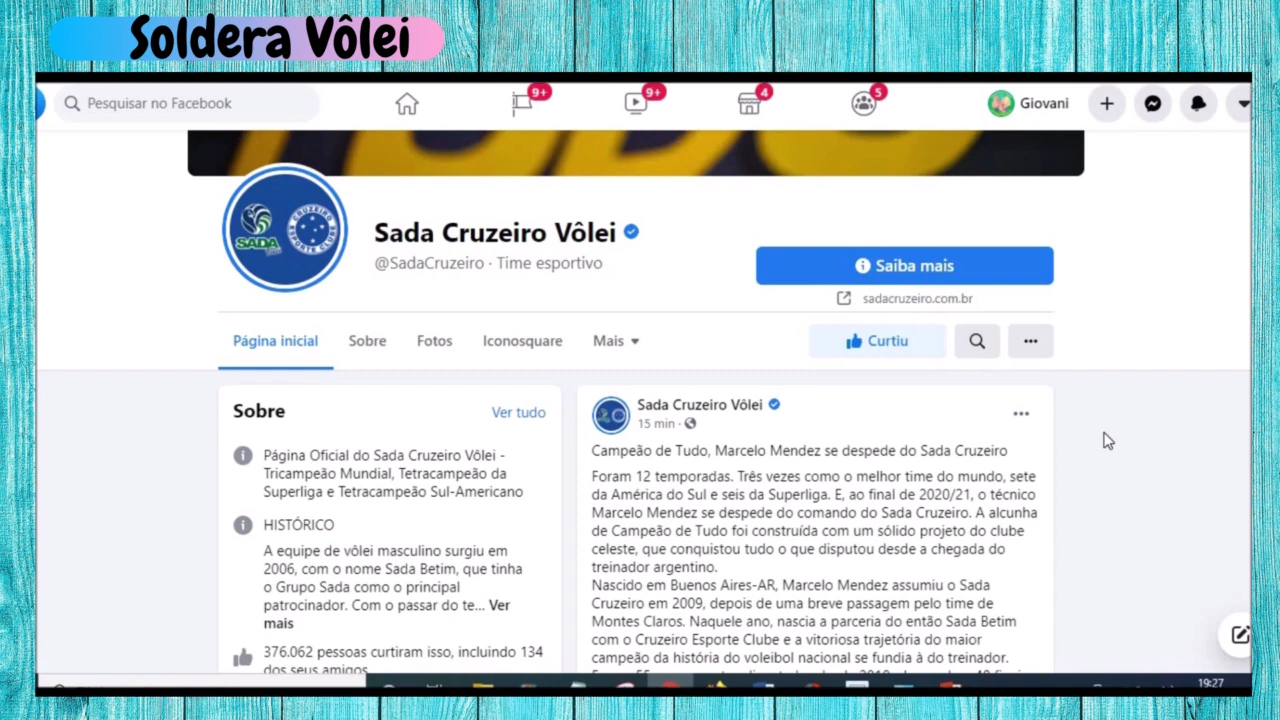 Soldera Vôlei
Pesquisar no Facebook
9+
9+
4
5
Giovani
SADA
CRUZEIRO
ESPORTE CLUBE
Sada Cruzeiro Vôlei
@SadaCruzeiro · Time esportivo
Saiba mais
sadacruzeiro.com.br
Página inicial
Sobre
Fotos
Iconosquare
Mais
Curtiu
Sobre
Ver tudo
Página Oficial do Sada Cruzeiro Vôlei -
Tricampeão Mundial, Tetracampeão da
Superliga e Tetracampeão Sul-Americano
HISTÓRICO
A equipe de vôlei masculino surgiu em
2006, com o nome Sada Betim, que tinha
o Grupo Sada como o principal
patrocinador. Com o passar do te... Ver
mais
376.062 pessoas curtiram isso, incluindo 134
dos seus amigos
Sada Cruzeiro Vôlei
15 min ·
Campeão de Tudo, Marcelo Mendez se despede do Sada Cruzeiro
Foram 12 temporadas. Três vezes como o melhor time do mundo, sete
da América do Sul e seis da Superliga. E, ao final de 2020/21, o técnico
Marcelo Mendez se despede do comando do Sada Cruzeiro. A alcunha
de Campeão de Tudo foi construída com um sólido projeto do clube
celeste, que conquistou tudo o que disputou desde a chegada do
treinador argentino.
Nascido em Buenos Aires-AR, Marcelo Mendez assumiu o Sada
Cruzeiro em 2009, depois de uma breve passagem pelo time de
Montes Claros. Naquele ano, nascia a parceria do então Sada Betim
com o Cruzeiro Esporte Clube e a vitoriosa trajetória do maior
campeão da história do voleibol nacional se fundia à do treinador.
19:27